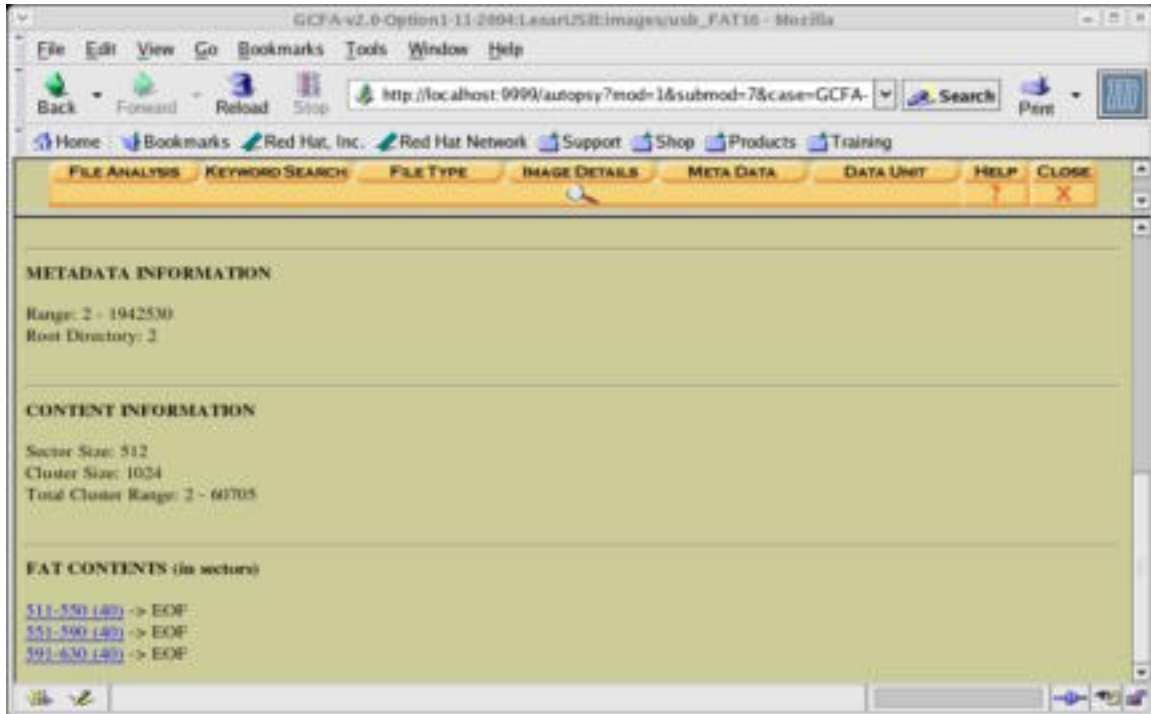 GCFA-v2.0-Option1-11-2004:LexarUSB:images/usb_FAT16 - Mozilla
File Edit View Go Bookmarks Tools Window Help
Back Forward Reload Stop http://localhost:9999/autopsy?mod=1&submod=7&case=GCFA- Search Print
Home Bookmarks Red Hat, Inc. Red Hat Network Support Shop Products Training
FILE ANALYSIS KEYWORD SEARCH FILE TYPE IMAGE DETAILS META DATA DATA UNIT HELP CLOSE
? X
METADATA INFORMATION
Range: 2 - 1942530
Root Directory: 2
CONTENT INFORMATION
Sector Size: 512
Cluster Size: 1024
Total Cluster Range: 2 - 60705
FAT CONTENTS (in sectors)
511-550 (40) -> EOF
551-590 (40) -> EOF
591-630 (40) -> EOF